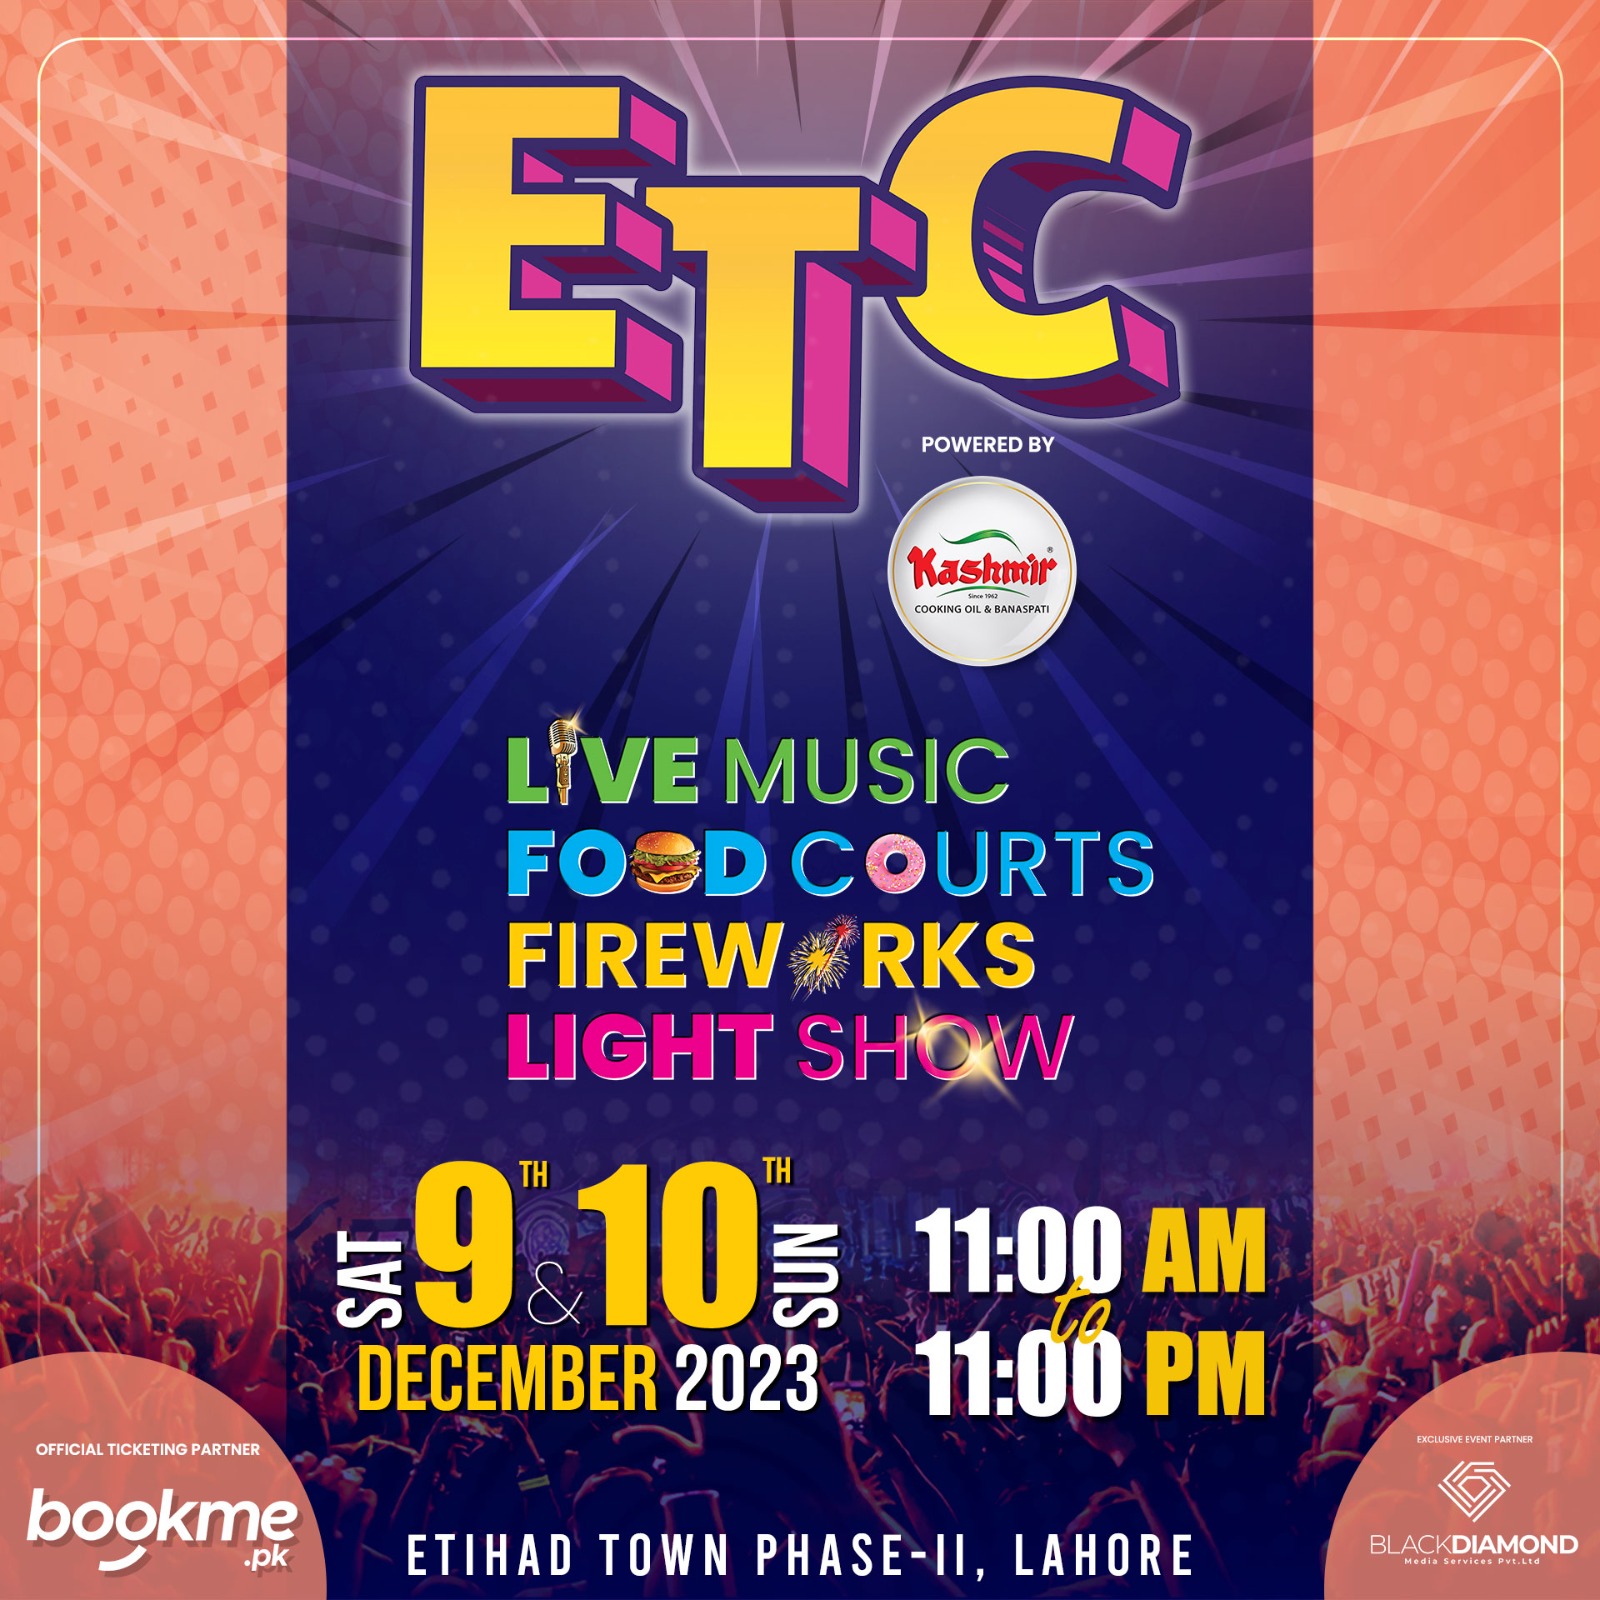 ETC
POWERED BY
Kashmir®
Since 1962
COOKING OIL & BANASPATI
LIVE MUSIC
FOOD COURTS
FIREWORKS
LIGHT SHOW
SAT 9TH & 10TH SUN
DECEMBER 2023
11:00 AM
to
11:00 PM
OFFICIAL TICKETING PARTNER
bookme
.pk
ETIHAD TOWN PHASE-II, LAHORE
EXCLUSIVE EVENT PARTNER
BLACKDIAMOND
Media Services Pvt.Ltd